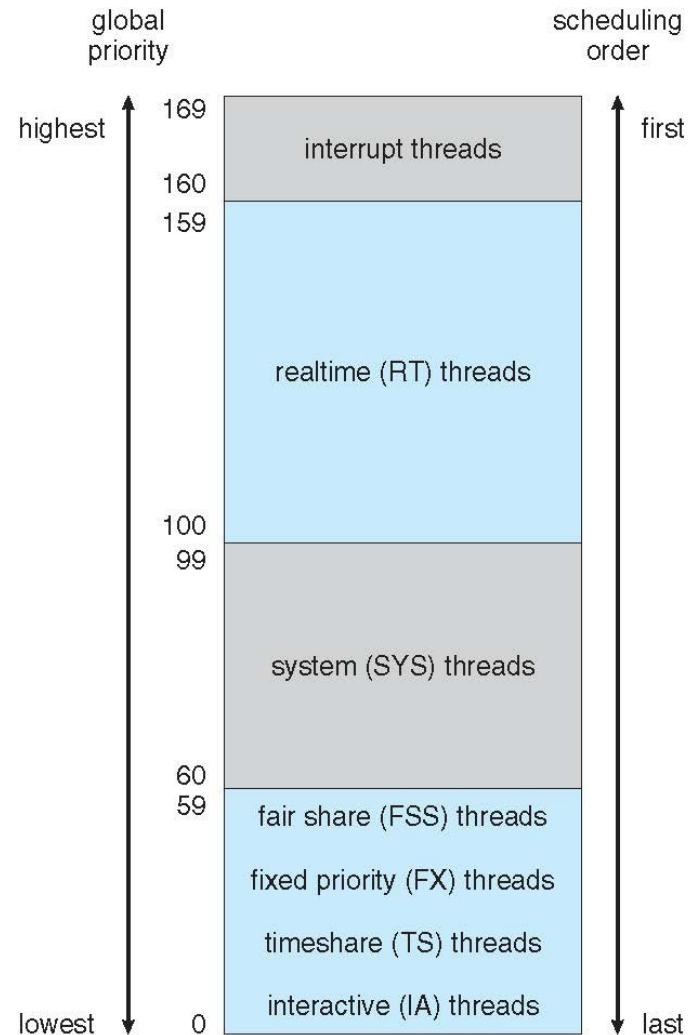 global
priority
scheduling
order
highest
169
first
interrupt threads
160
159
realtime (RT) threads
100
99
system (SYS) threads
60
59
fair share (FSS) threads
fixed priority (FX) threads
timeshare (TS) threads
interactive (IA) threads
lowest
0
last